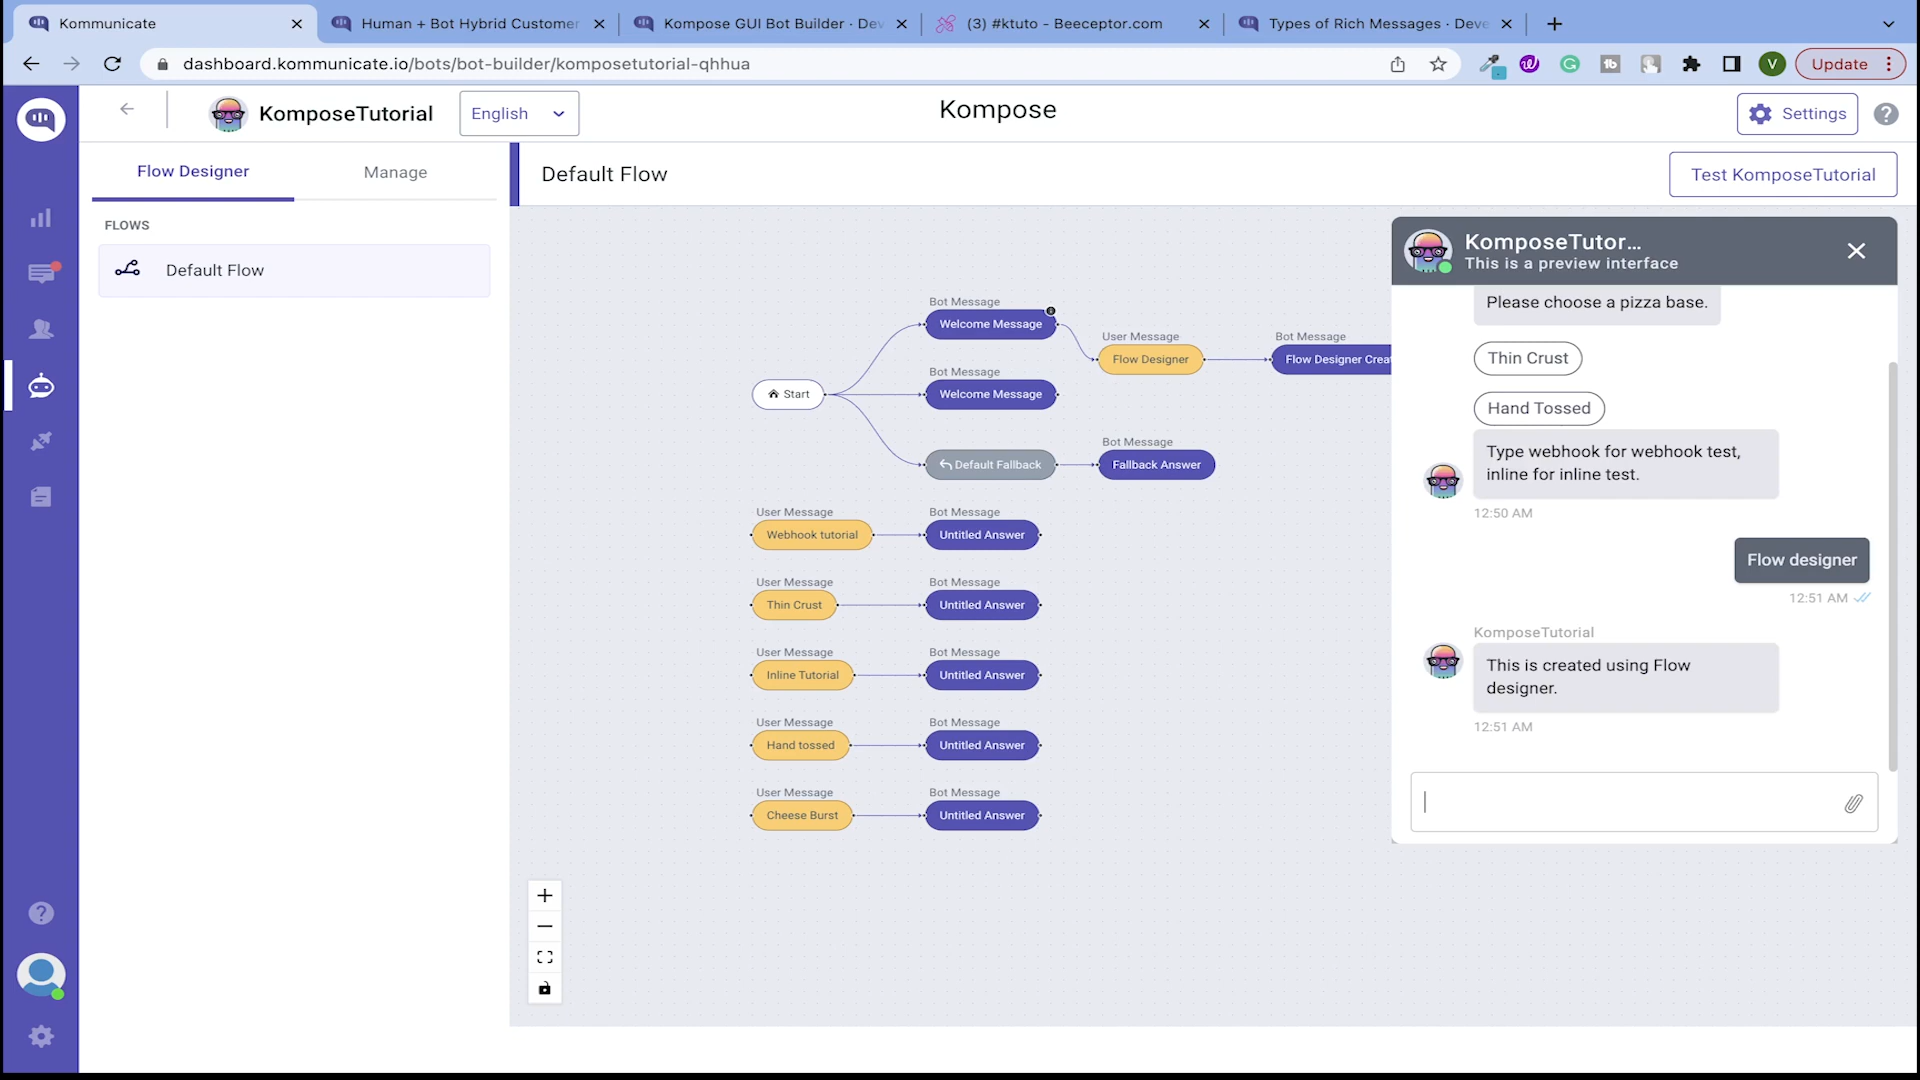 Kommunicate
Human + Bot Hybrid Customer
Kompose GUI Bot Builder · Dev
(3) #ktuto - Beeceptor.com
Types of Rich Messages · Deve
dashboard.kommunicate.io/bots/bot-builder/komposetutorial-qhhua
V
Update
KomposeTutorial
English
Kompose
Settings
Flow Designer
Manage
Default Flow
Test KomposeTutorial
FLOWS
Default Flow
Start
Bot Message
Welcome Message
User Message
Flow Designer
Bot Message
Flow Designer Creat
Bot Message
Welcome Message
Default Fallback
Bot Message
Fallback Answer
User Message
Webhook tutorial
Bot Message
Untitled Answer
User Message
Thin Crust
Bot Message
Untitled Answer
User Message
Inline Tutorial
Bot Message
Untitled Answer
User Message
Hand tossed
Bot Message
Untitled Answer
User Message
Cheese Burst
Bot Message
Untitled Answer
KomposeTutor...
This is a preview interface
Please choose a pizza base.
Thin Crust
Hand Tossed
Type webhook for webhook test,
inline for inline test.
12:50 AM
Flow designer
12:51 AM
KomposeTutorial
This is created using Flow
designer.
12:51 AM